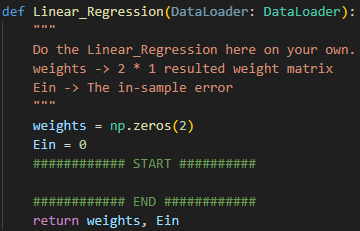 def Linear_Regression(DataLoader: DataLoader):
"""
Do the Linear_Regression here on your own.
weights -> 2 * 1 resulted weight matrix
Ein -> The in-sample error
"""
weights = np.zeros(2)
Ein = 0
############ START ##########
############ END ############
return weights, Ein